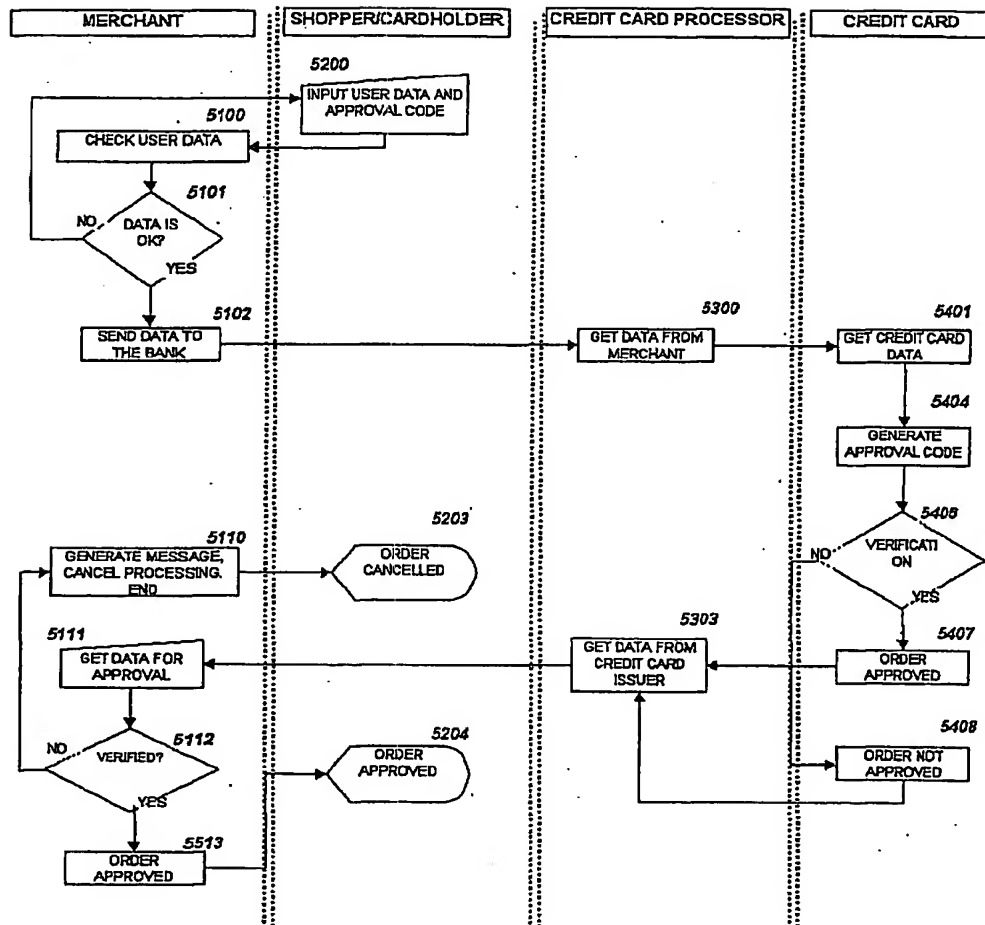 MERCHANT
SHOPPER/CARDHOLDER
CREDIT CARD PROCESSOR
CREDIT CARD
5200
INPUT USER DATA AND
APPROVAL CODE
5100
CHECK USER DATA
5101
NO
DATA IS
OK?
YES
5102
SEND DATA TO
THE BANK
5300
GET DATA FROM
MERCHANT
5401
GET CREDIT CARD
DATA
5404
GENERATE
APPROVAL CODE
5406
NO
VERIFICATI
ON
YES
5110
GENERATE MESSAGE,
CANCEL PROCESSING.
END
5203
ORDER
CANCELLED
5111
GET DATA FOR
APPROVAL
5303
GET DATA FROM
CREDIT CARD
ISSUER
5407
ORDER
APPROVED
5112
NO
VERIFIED?
YES
5204
ORDER
APPROVED
5408
ORDER NOT
APPROVED
5513
ORDER
APPROVED